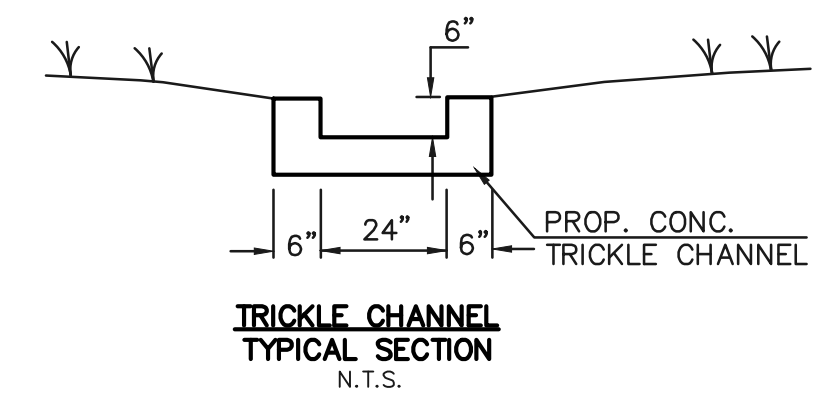 6"
6"
24"
6"
PROP. CONC.
TRICKLE CHANNEL
TRICKLE CHANNEL
TYPICAL SECTION
N.T.S.